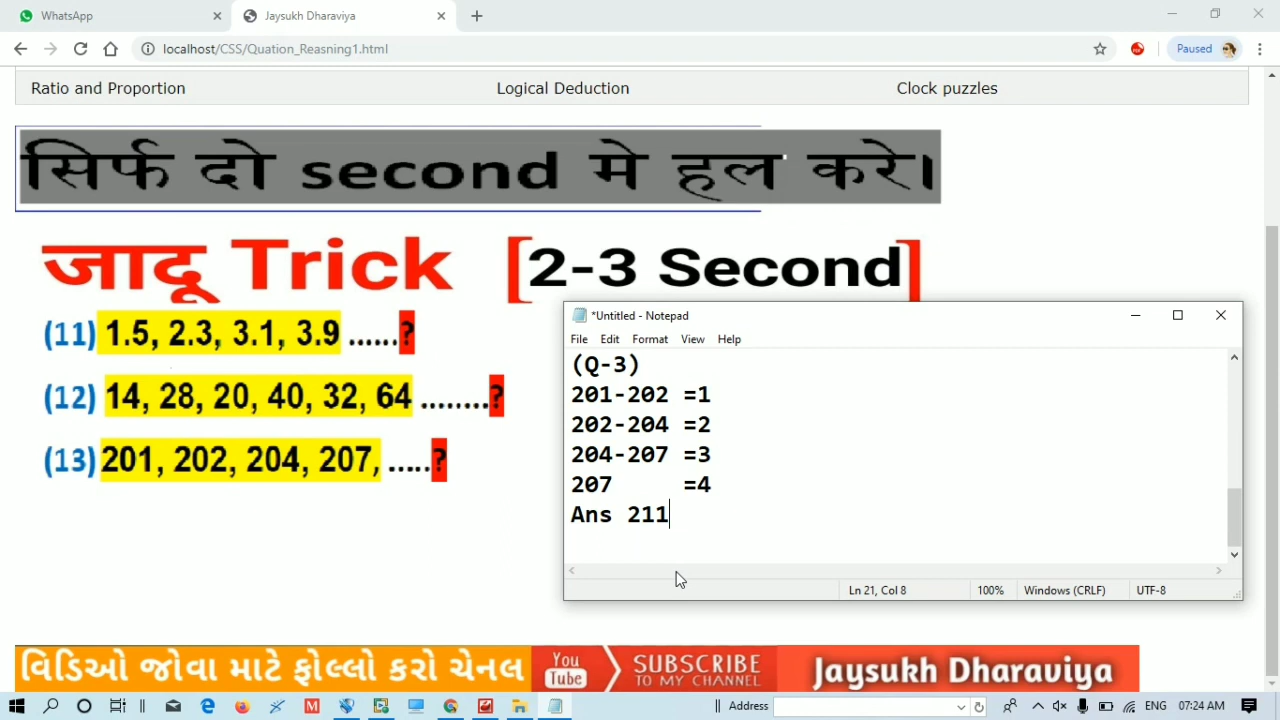 WhatsApp
Jaysukh Dharaviya
localhost/CSS/Quation_Reasning1.html
Paused
Ratio and Proportion Logical Deduction Clock puzzles
सिर्फ दो second मे हल करे।
जादू Trick [2-3 Second]
(11) 1.5, 2.3, 3.1, 3.9 ......?
(12) 14, 28, 20, 40, 32, 64 ........?
(13) 201, 202, 204, 207, .....?
*Untitled - Notepad
File Edit Format View Help
(Q-3)
201-202 =1
202-204 =2
204-207 =3
207 =4
Ans 211
Ln 21, Col 8 100% Windows (CRLF) UTF-8
વિડિઓ જોવા માટે ફોલ્લો કરો ચેનલ
You
Tube
SUBSCRIBE
TO MY CHANNEL
Jaysukh Dharaviya
Address
ENG 07:24 AM